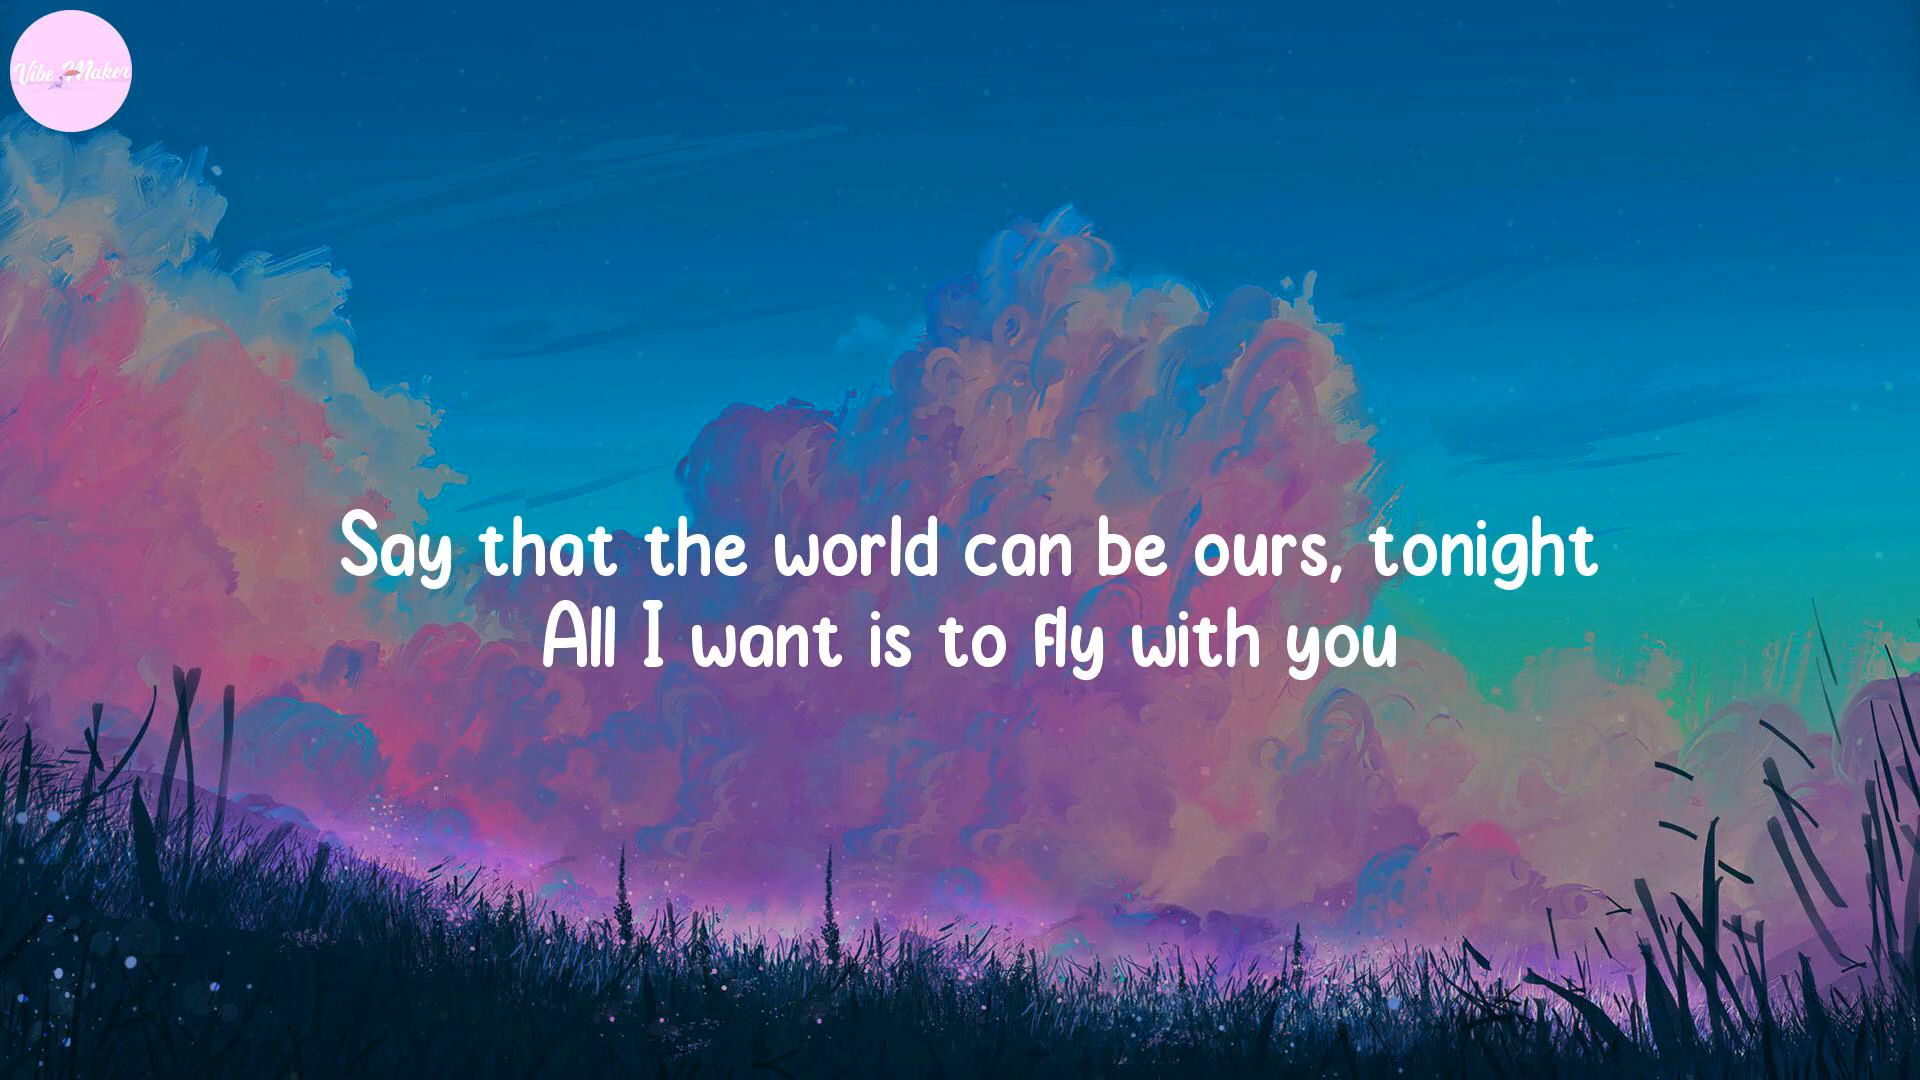 Vibe Maker
Say that the world can be ours, tonight
All I want is to fly with you